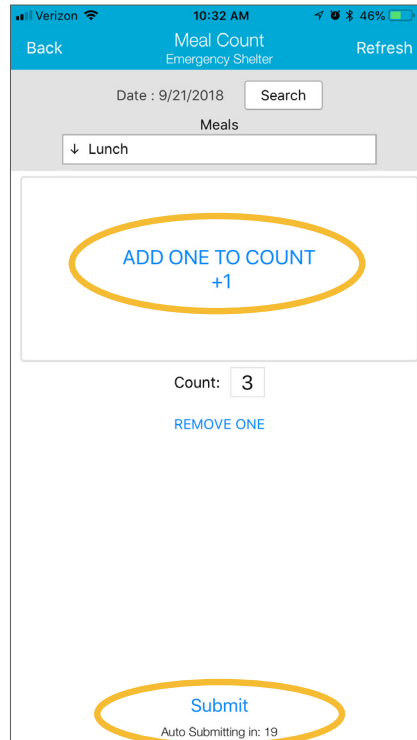 Verizon 10:32 AM 46%
Back Meal Count Refresh
Emergency Shelter
Date : 9/21/2018 Search
Meals
↓ Lunch
ADD ONE TO COUNT
+1
Count: 3
REMOVE ONE
Submit
Auto Submitting in: 19